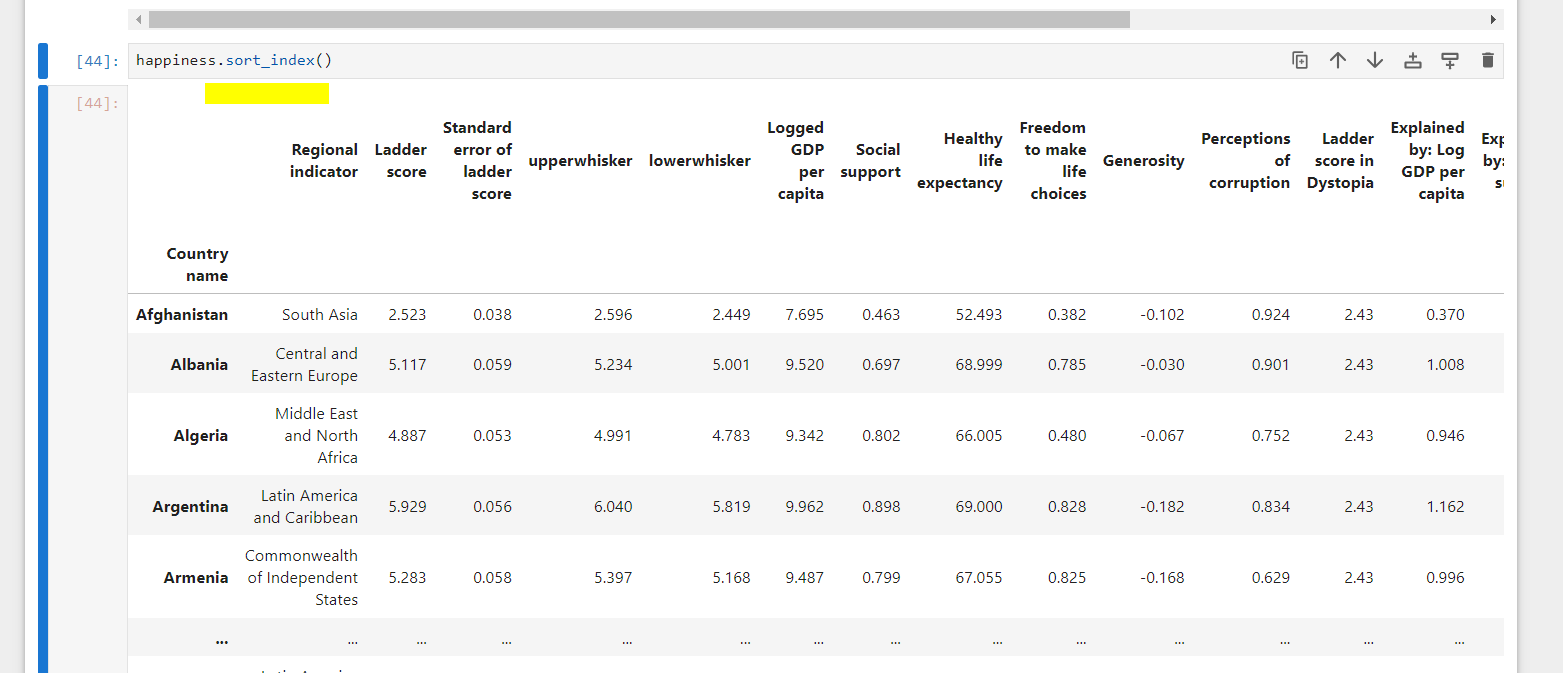 [44]: happiness.sort_index()
[44]:
Country name Regional indicator Ladder score Standard error of ladder score upperwhisker lowerwhisker Logged GDP per capita Social support Healthy life expectancy Freedom to make life choices Generosity Perceptions of corruption Ladder score in Dystopia Explained by: Log GDP per capita
Afghanistan South Asia 2.523 0.038 2.596 2.449 7.695 0.463 52.493 0.382 -0.102 0.924 2.43 0.370
Albania Central and Eastern Europe 5.117 0.059 5.234 5.001 9.520 0.697 68.999 0.785 -0.030 0.901 2.43 1.008
Algeria Middle East and North Africa 4.887 0.053 4.991 4.783 9.342 0.802 66.005 0.480 -0.067 0.752 2.43 0.946
Argentina Latin America and Caribbean 5.929 0.056 6.040 5.819 9.962 0.898 69.000 0.828 -0.182 0.834 2.43 1.162
Armenia Commonwealth of Independent States 5.283 0.058 5.397 5.168 9.487 0.799 67.055 0.825 -0.168 0.629 2.43 0.996
... ... ... ... ... ... ... ... ... ... ... ... ... ...